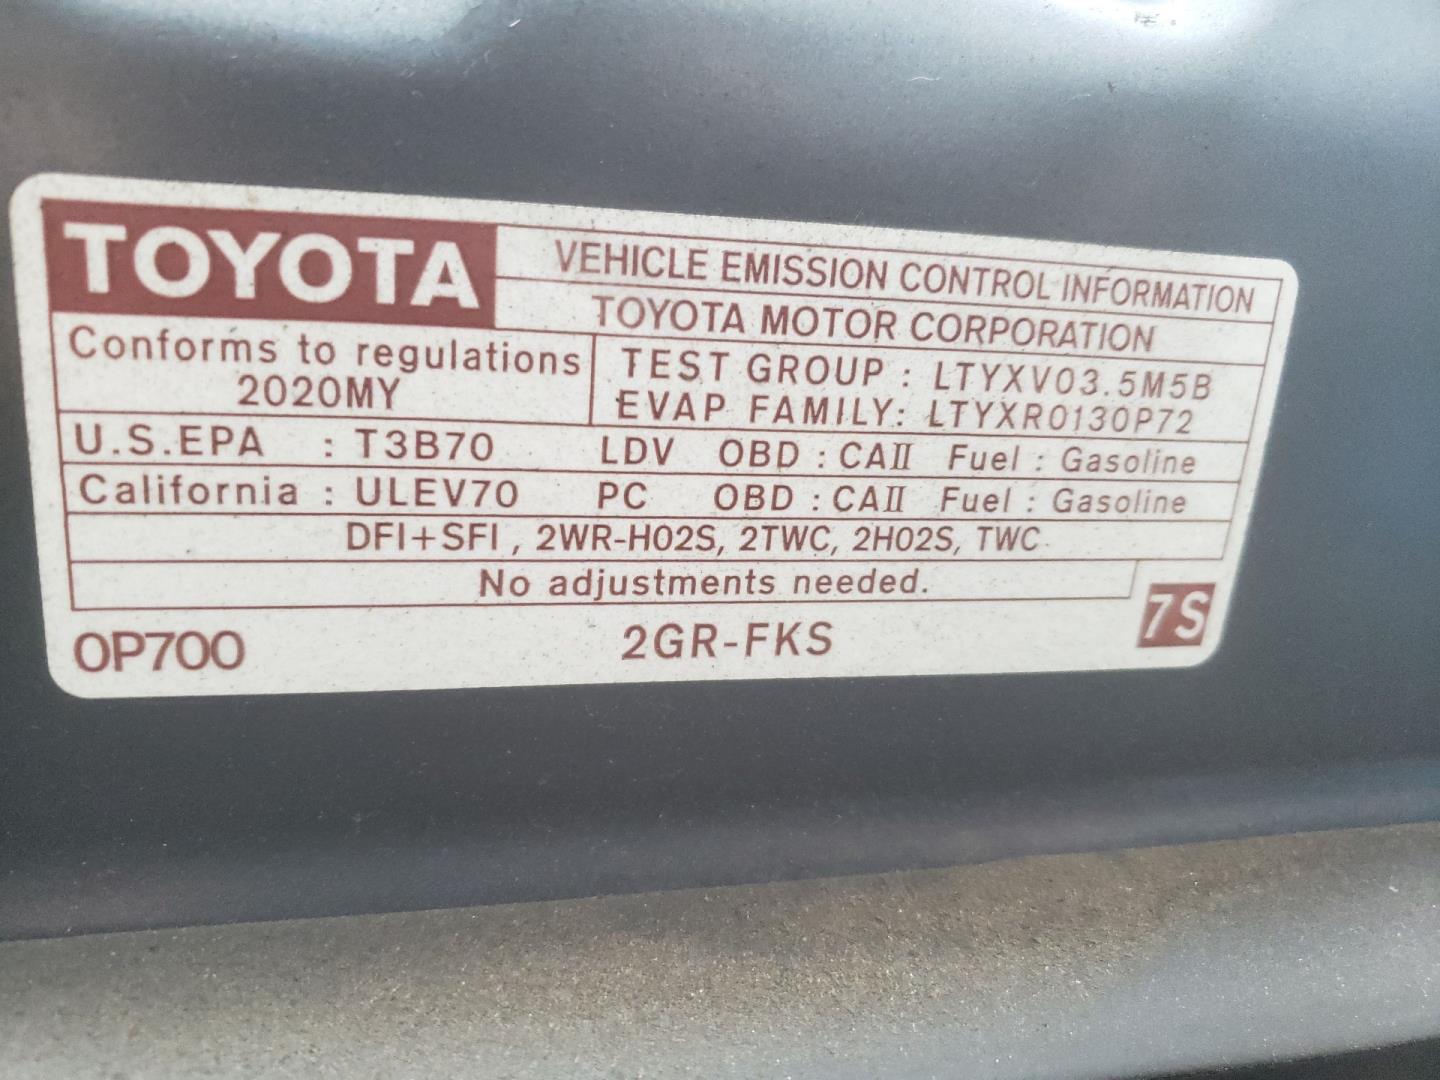 TOYOTA
VEHICLE EMISSION CONTROL INFORMATION
TOYOTA MOTOR CORPORATION
Conforms to regulations
2020MY
TEST GROUP : LTYXV03.5M5B
EVAP FAMILY: LTYXR0130P72
U.S.EPA : T3B70 LDV OBD : CAII Fuel : Gasoline
California : ULEV70 PC OBD : CAII Fuel : Gasoline
DFI+SFI , 2WR-HO2S, 2TWC, 2HO2S, TWC
No adjustments needed.
0P700 2GR-FKS 7S